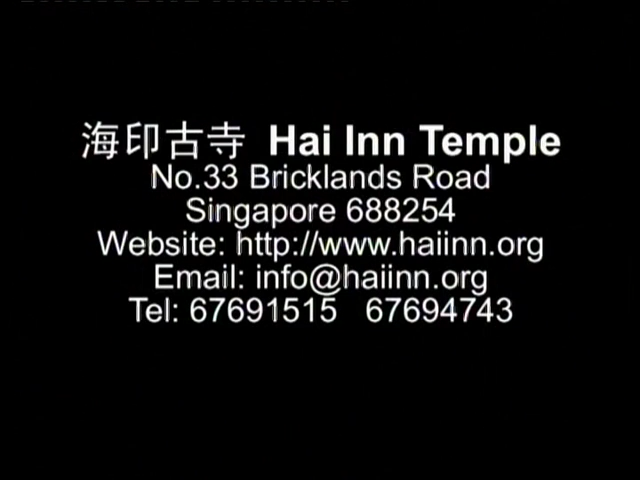 海印古寺 Hai Inn Temple
No.33 Bricklands Road
Singapore 688254
Website: http://www.haiinn.org
Email: info@haiinn.org
Tel: 67691515 67694743